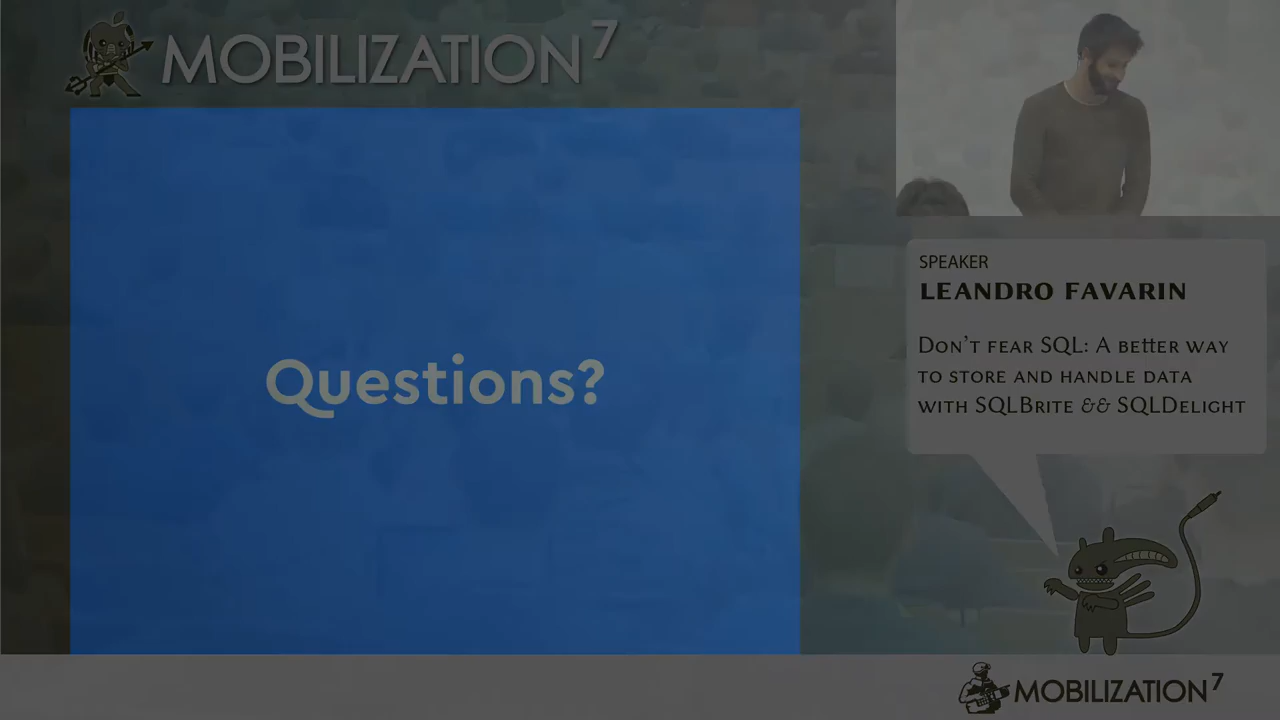 MOBILIZATION7
Questions?
SPEAKER
LEANDRO FAVARIN
DON'T FEAR SQL: A BETTER WAY
TO STORE AND HANDLE DATA
WITH SQLBRITE && SQLDELIGHT
MOBILIZATION7